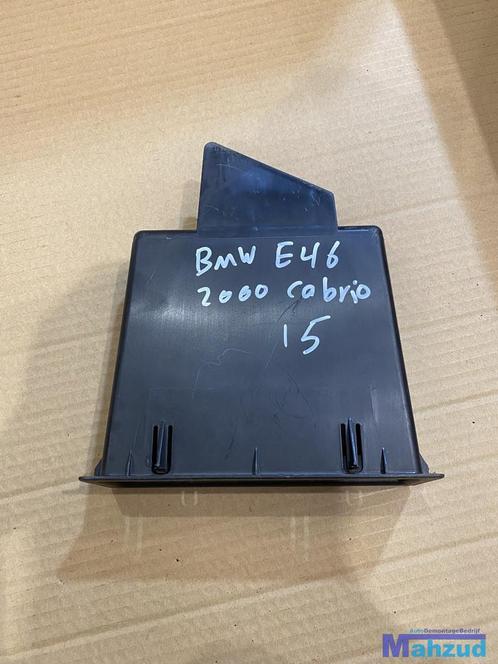 BMW E46
2000 cabrio
15
AutoDemontageBedrijf
Mahzud